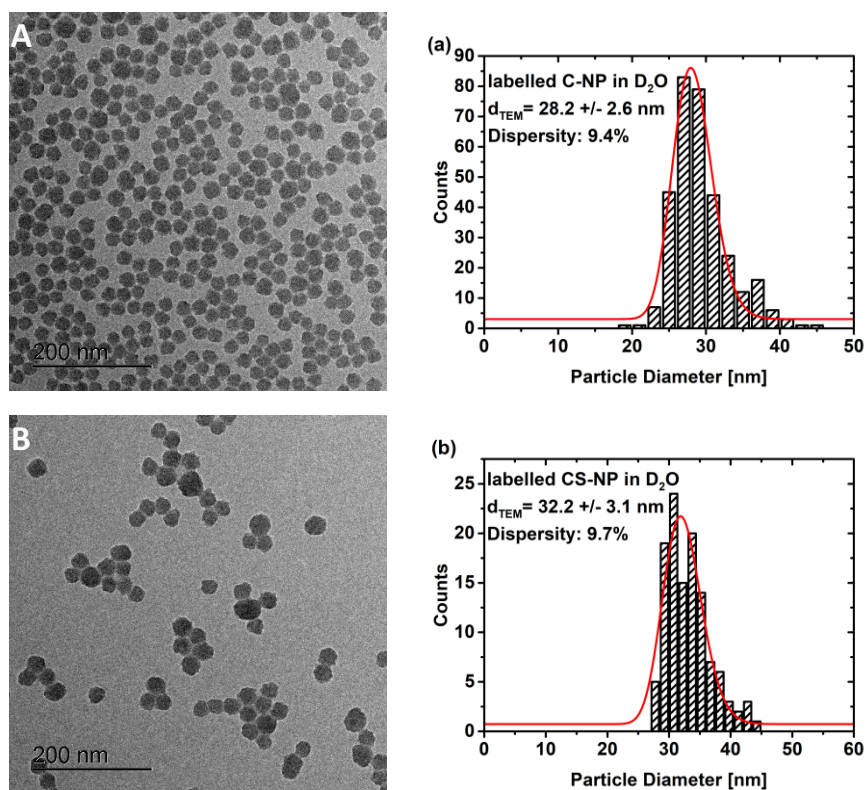 A
200 nm
(a)
labelled C-NP in D₂O
d_TEM= 28.2 +/- 2.6 nm
Dispersity: 9.4%
Counts
90
80
70
60
50
40
30
20
10
0
0 10 20 30 40 50
Particle Diameter [nm]
B
200 nm
(b)
labelled CS-NP in D₂O
d_TEM= 32.2 +/- 3.1 nm
Dispersity: 9.7%
Counts
25
20
15
10
5
0
0 10 20 30 40 50 60
Particle Diameter [nm]